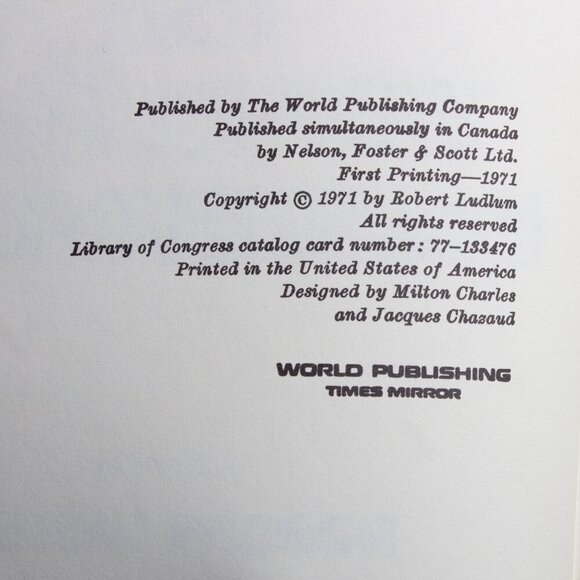 Published by The World Publishing Company
Published simultaneously in Canada
by Nelson, Foster & Scott Ltd.
First Printing—1971
Copyright © 1971 by Robert Ludlum
All rights reserved
Library of Congress catalog card number: 77–133476
Printed in the United States of America
Designed by Milton Charles
and Jacques Chazaud
WORLD PUBLISHING
TIMES MIRROR